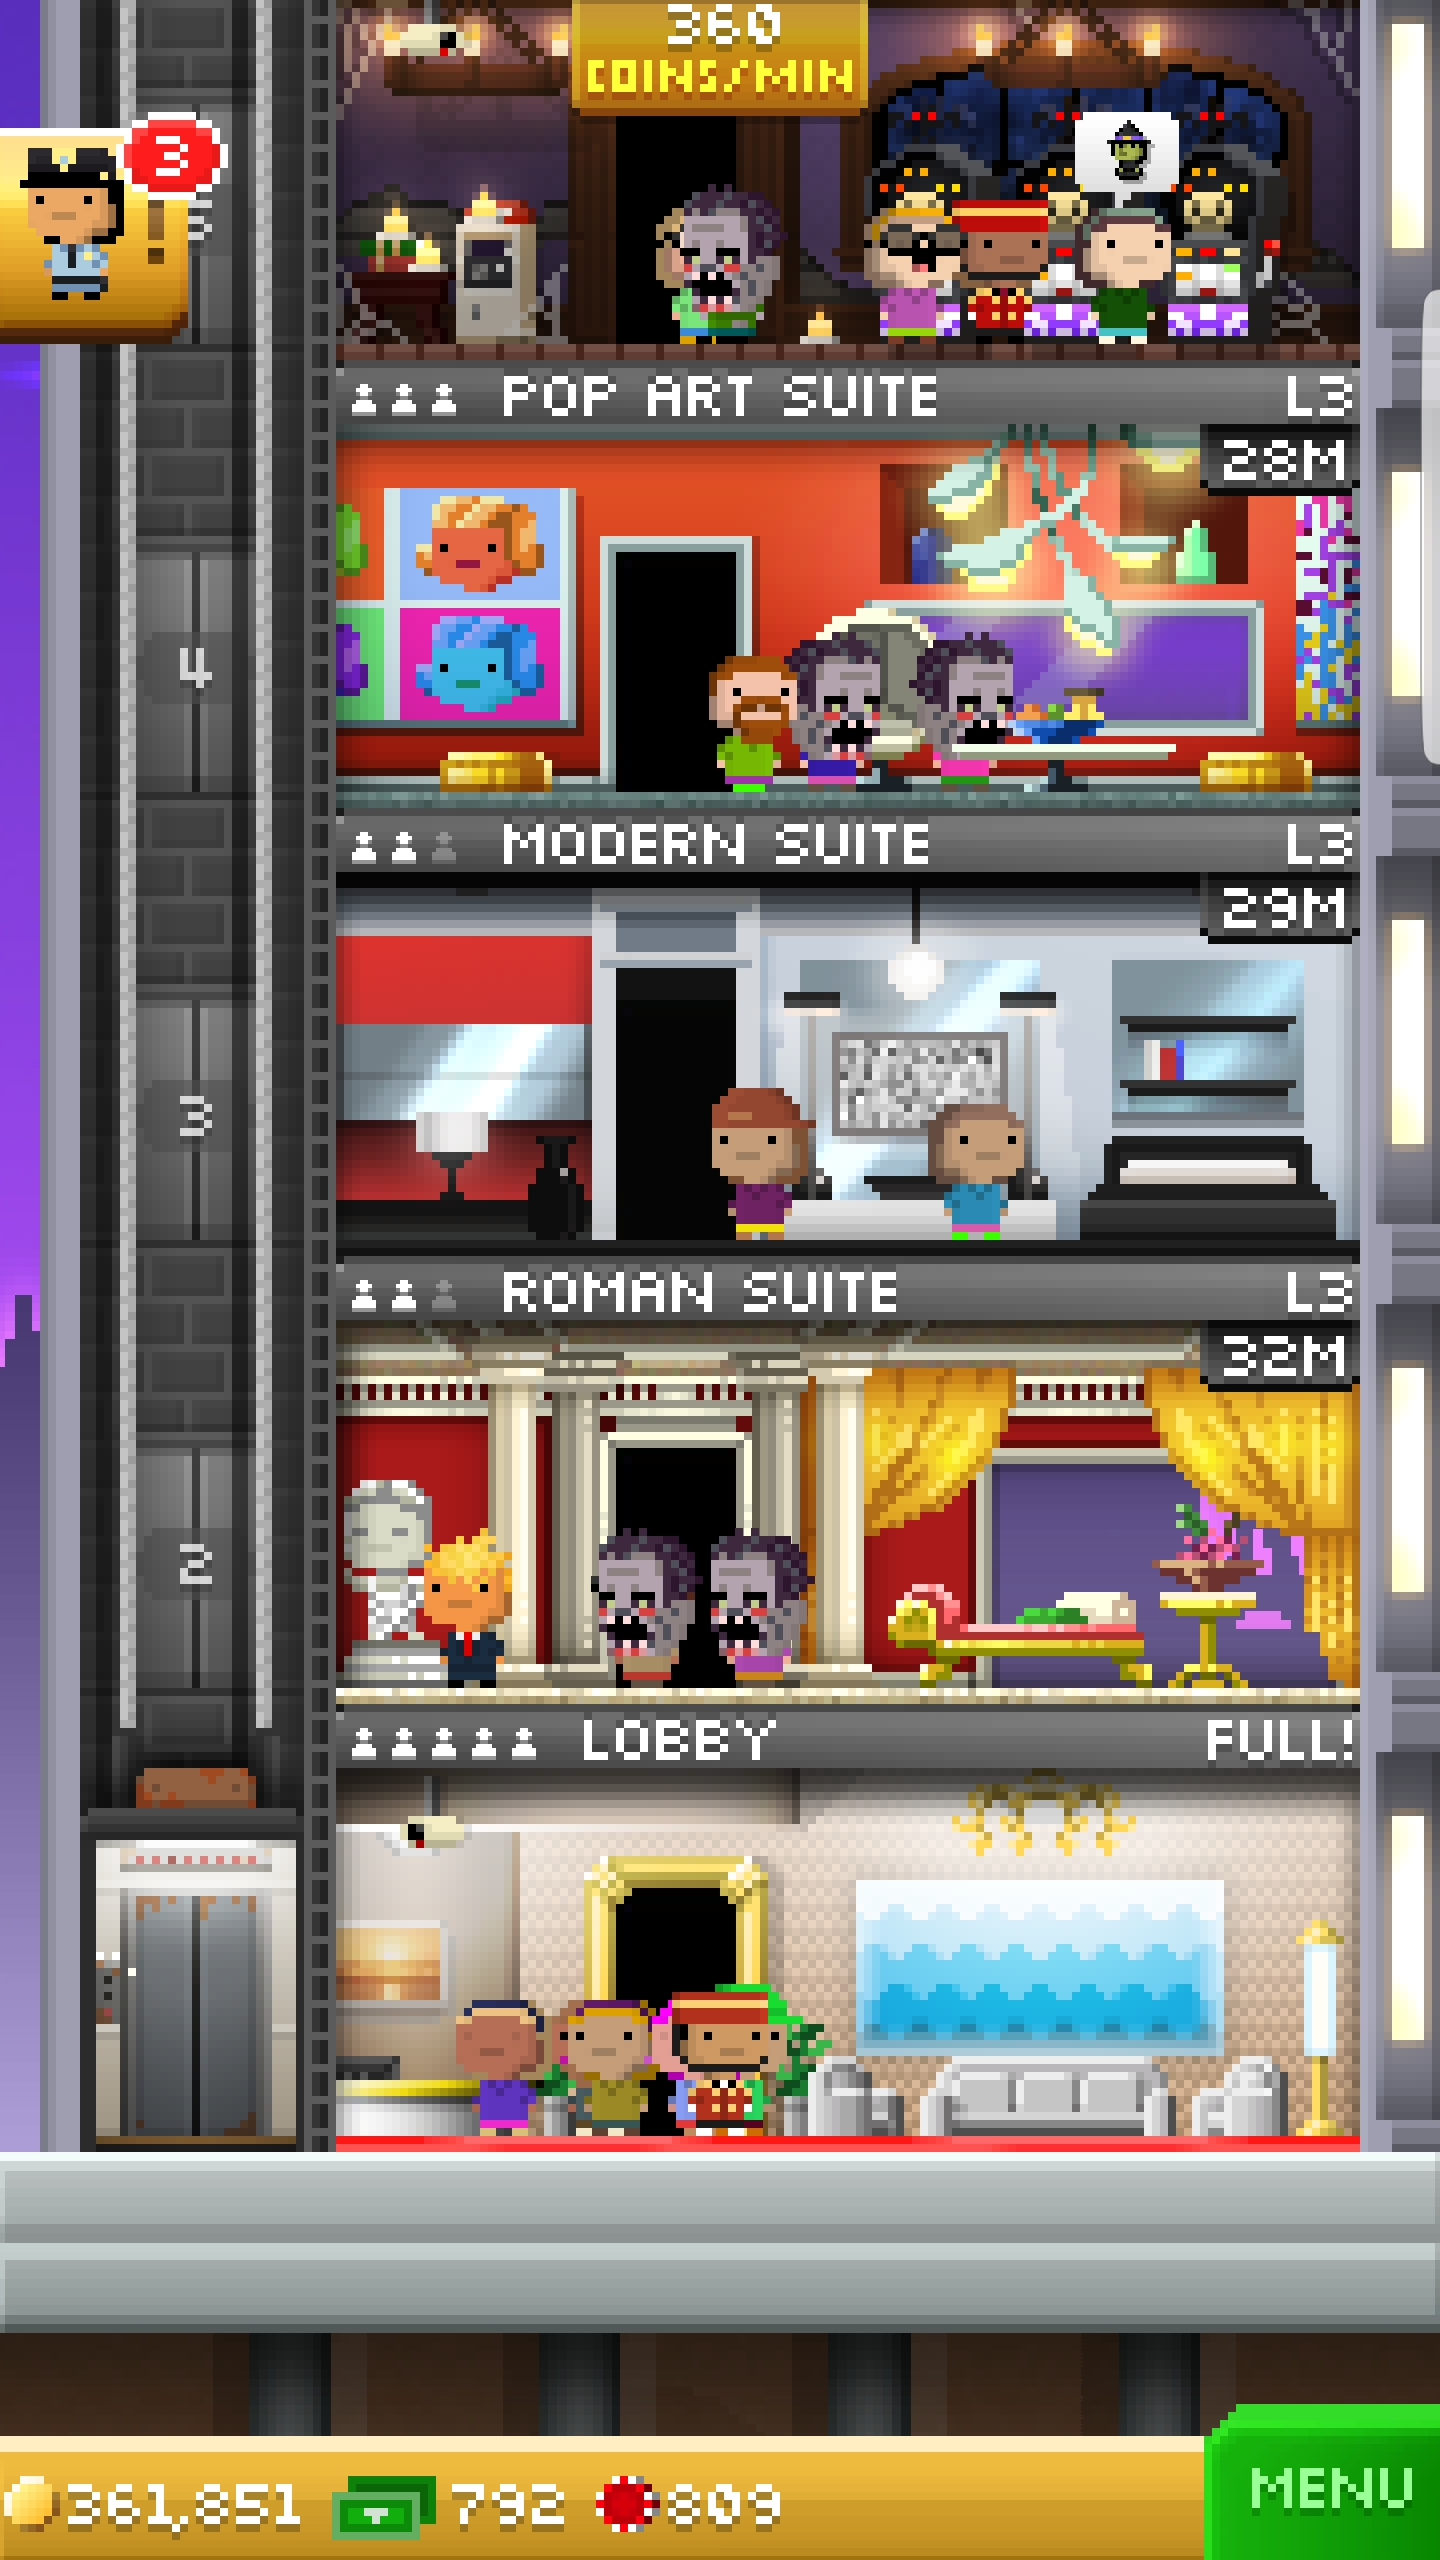 360
COINS/MIN
3
5
POP ART SUITE L3
28M
4
MODERN SUITE L3
29M
3
ROMAN SUITE L3
32M
2
LOBBY FULL!
361,851 792 809
MENU